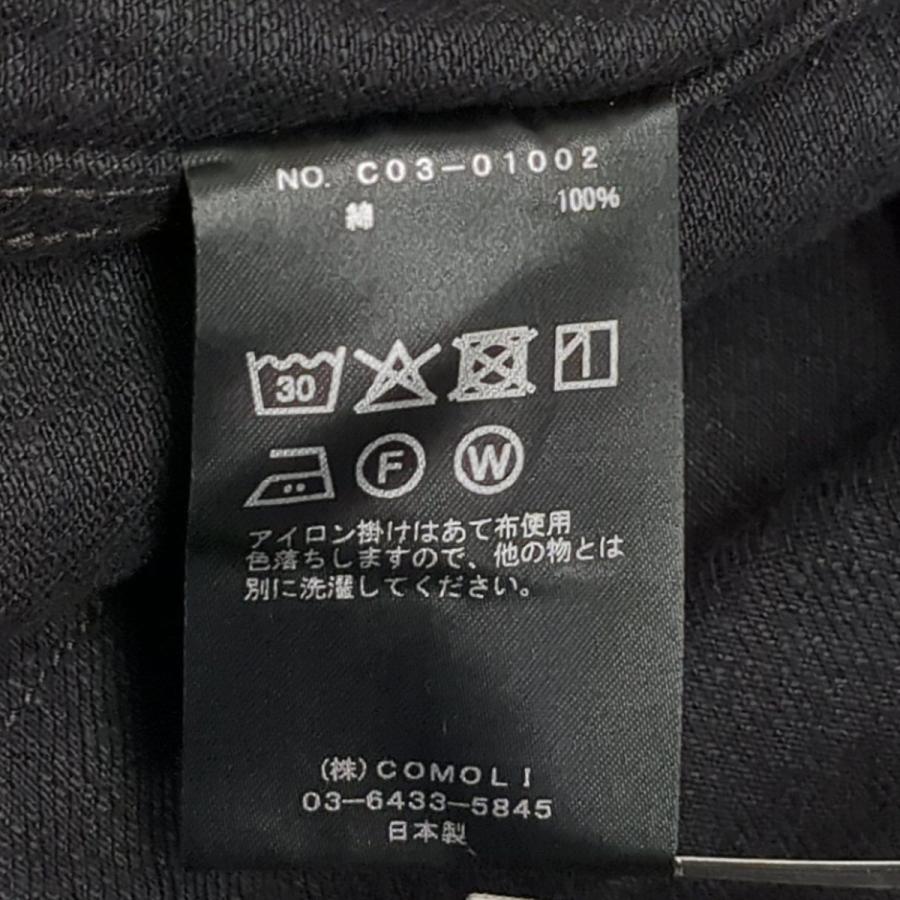 NO. C03-01002
綿 100%
30
F W
アイロン掛けはあて布使用
色落ちしますので、他の物とは
別に洗濯してください。
(株)COMOLI
03-6433-5845
日本製